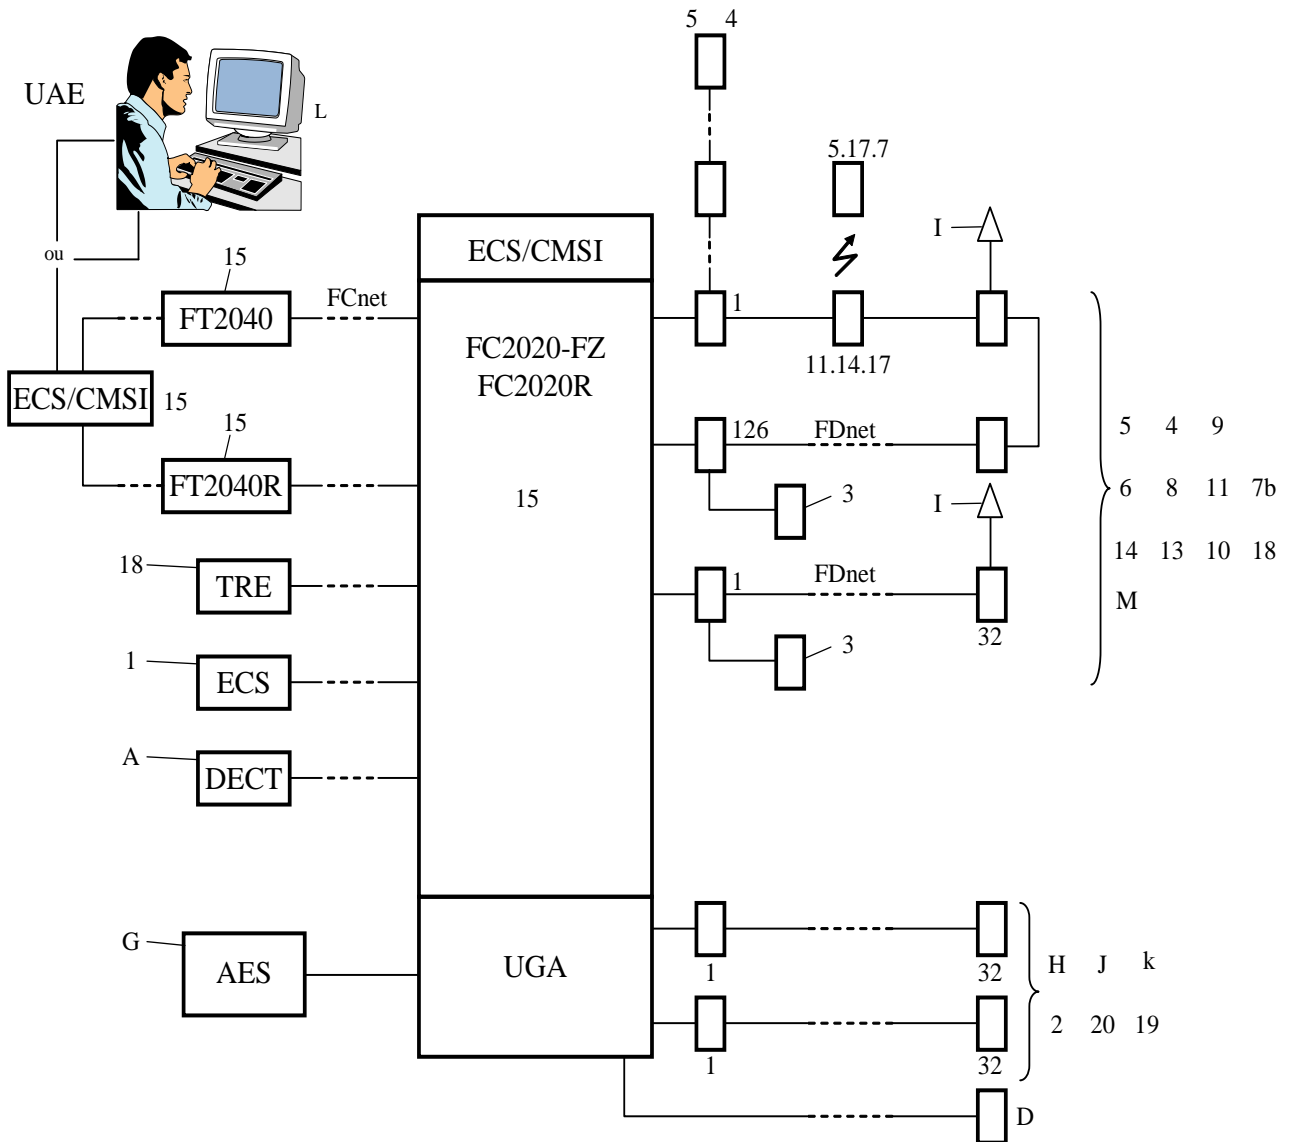 5 4
UAE
L
5.17.7
ou
ECS/CMSI
I
15
FCnet
1
FT2040
FC2020-FZ
FC2020R
11.14.17
ECS/CMSI 15
15
126 FDnet
5 4 9
FT2040R
15
3
I
6 8 11 7b
18
TRE
1
FDnet
14 13 10 18
32
M
1
ECS
3
A
DECT
G
AES
UGA
1
32
H J k
2 20 19
1
32
D